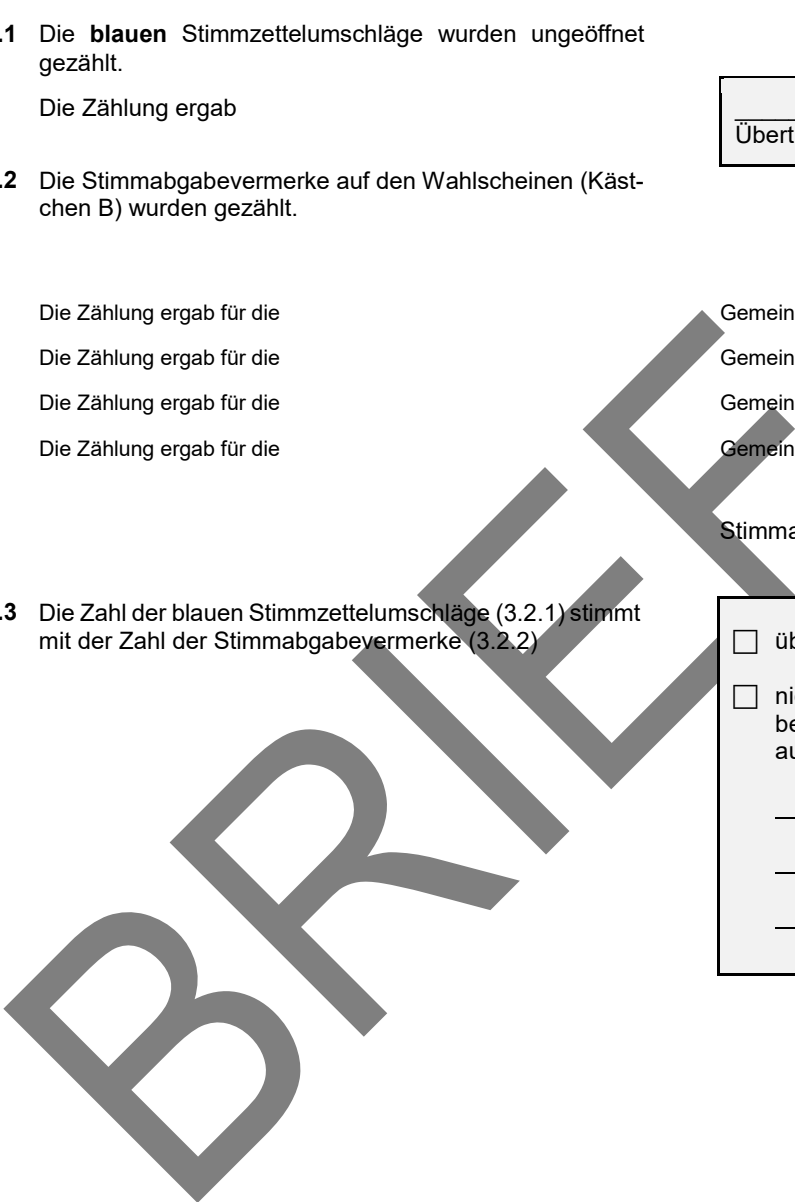 .1 Die blauen Stimmzettelumschläge wurden ungeöffnet
gezählt.
Die Zählung ergab
Übert
.2 Die Stimmabgabevermerke auf den Wahlscheinen (Käst-
chen B) wurden gezählt.
Die Zählung ergab für die Gemein
Die Zählung ergab für die Gemein
Die Zählung ergab für die Gemein
Die Zählung ergab für die Gemein
Stimma
.3 Die Zahl der blauen Stimmzettelumschläge (3.2.1) stimmt
mit der Zahl der Stimmabgabevermerke (3.2.2)
☐ üb
☐ ni
be
au
BRIEF